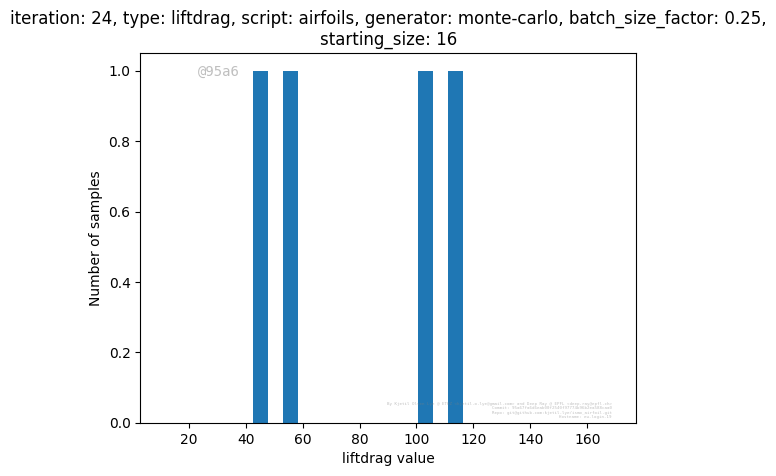 iteration: 24, type: liftdrag, script: airfoils, generator: monte-carlo, batch_size_factor: 0.25,
starting_size: 16
@95a6
1.0
0.8
0.6
0.4
0.2
0.0
Number of samples
20 40 60 80 100 120 140 160
liftdrag value